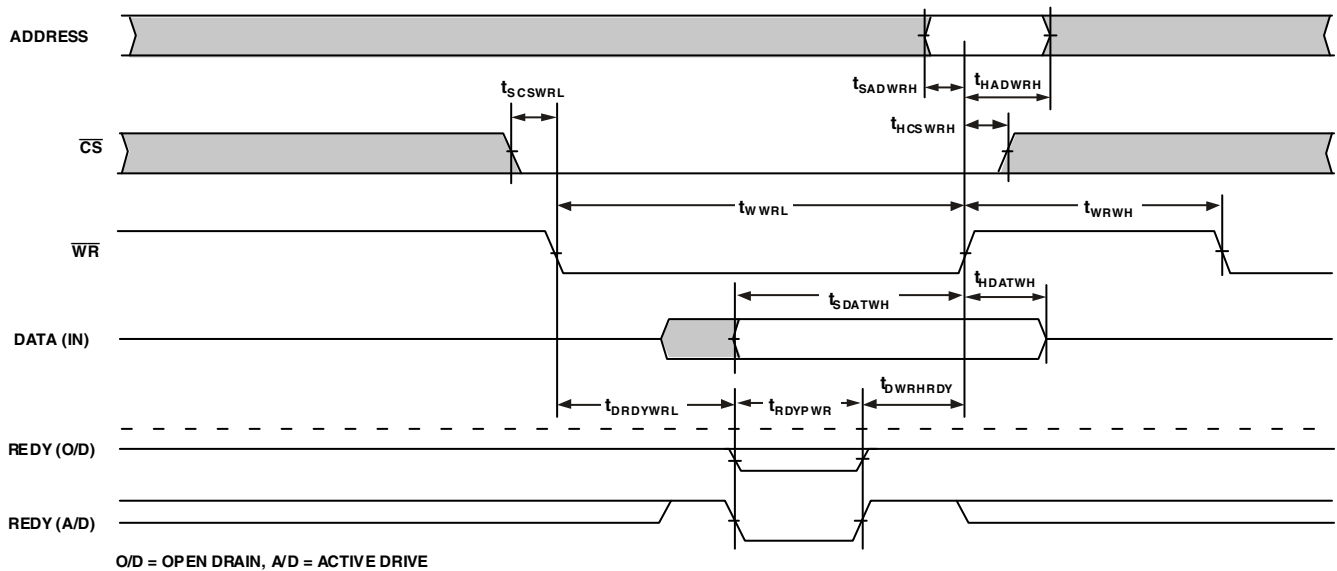 ADDRESS
tSADWRH
tHADWRH
tSCSWRL
tHCSWRH
CS
tWWRL
tWRWH
WR
tHDATWH
tSDATWH
DATA (IN)
tDWRHRDY
tDRDYWRL
tRDYPWR
REDY (O/D)
REDY (A/D)
O/D = OPEN DRAIN, A/D = ACTIVE DRIVE